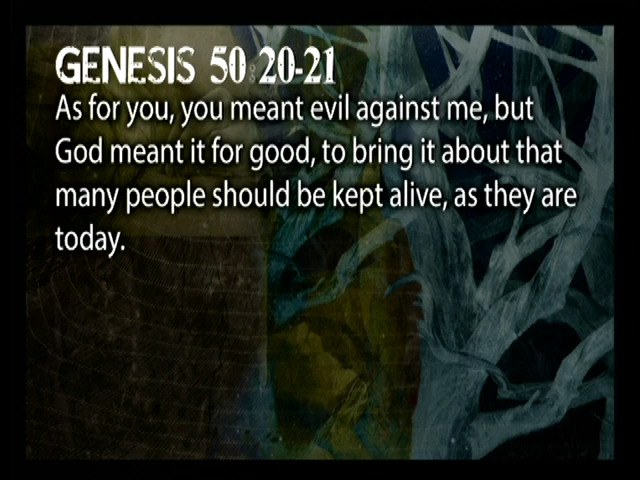 GENESIS 50:20-21
As for you, you meant evil against me, but
God meant it for good, to bring it about that
many people should be kept alive, as they are
today.